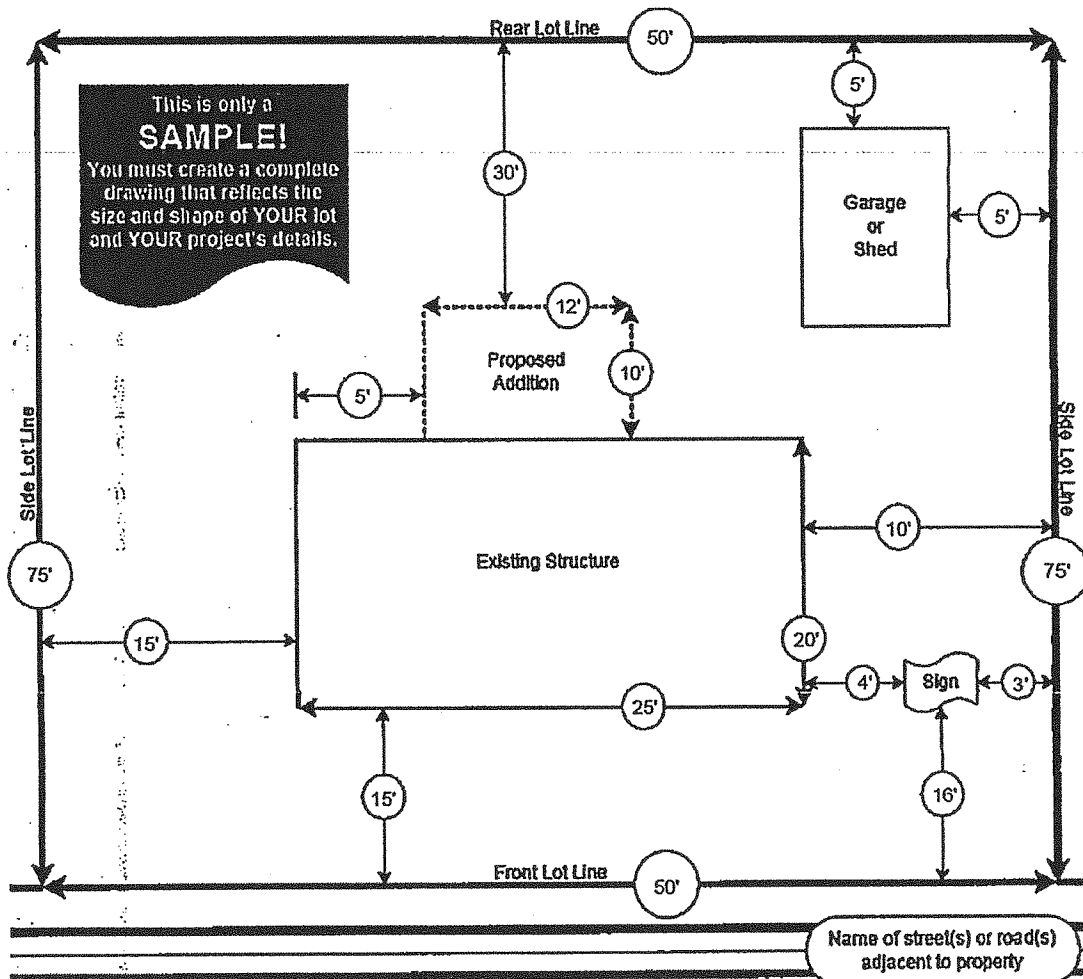 Rear Lot Line
50'
This is only a
SAMPLE!
You must create a complete
drawing that reflects the
size and shape of YOUR lot
and YOUR project's details.
5'
30'
Garage
or
Shed
5'
12'
Proposed
Addition
10'
5'
Side Lot Line
Side Lot Line
10'
Existing Structure
75'
75'
15'
20'
4'
Sign
3'
25'
15'
16'
Front Lot Line
50'
Name of street(s) or road(s)
adjacent to property